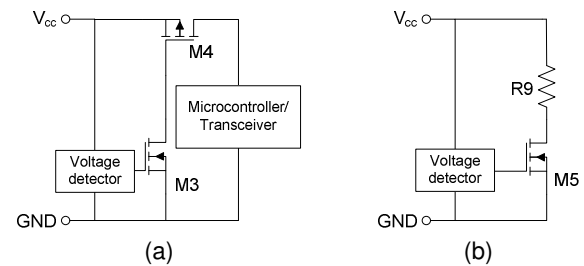 Vcc
M4
Microcontroller/
Transceiver
Voltage
detector
M3
GND
(a)
Vcc
R9
Voltage
detector
M5
GND
(b)